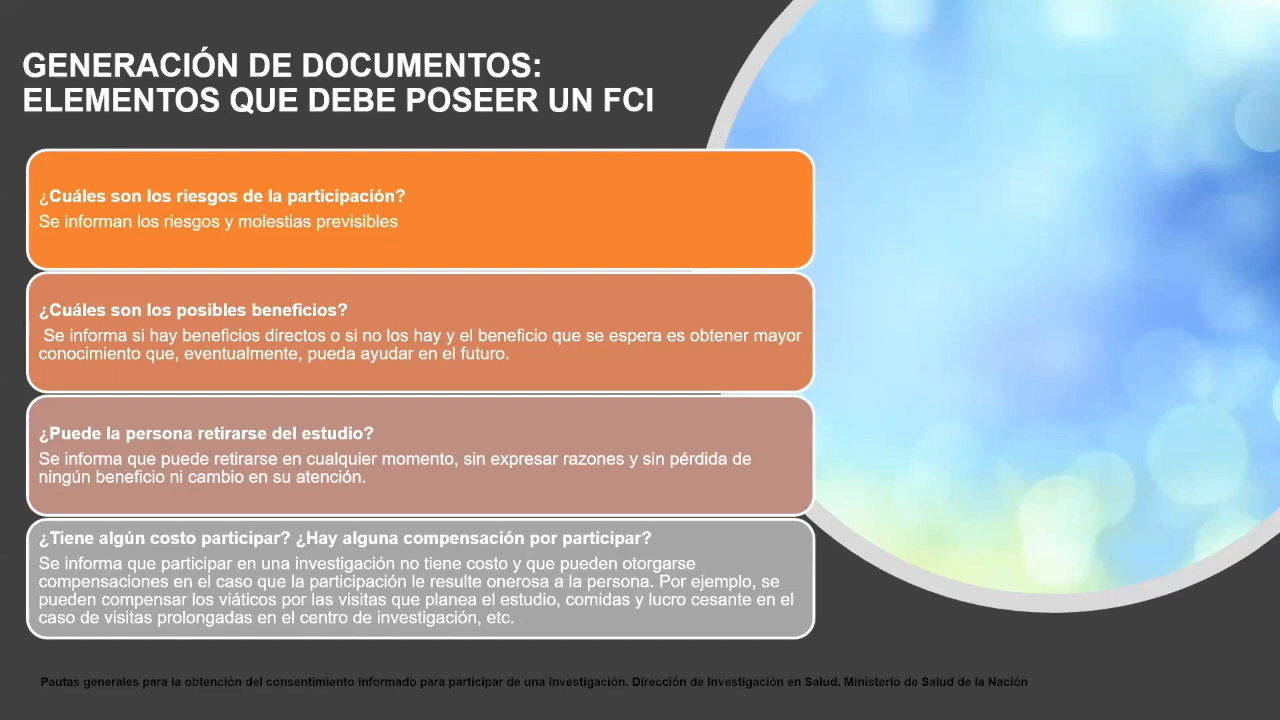 GENERACIÓN DE DOCUMENTOS:
ELEMENTOS QUE DEBE POSEER UN FCI
¿Cuáles son los riesgos de la participación?
Se informan los riesgos y molestias previsibles
¿Cuáles son los posibles beneficios?
Se informa si hay beneficios directos o si no los hay y el beneficio que se espera es obtener mayor
conocimiento que, eventualmente, pueda ayudar en el futuro.
¿Puede la persona retirarse del estudio?
Se informa que puede retirarse en cualquier momento, sin expresar razones y sin pérdida de
ningún beneficio ni cambio en su atención.
¿Tiene algún costo participar? ¿Hay alguna compensación por participar?
Se informa que participar en una investigación no tiene costo y que pueden otorgarse
compensaciones en el caso que la participación le resulte onerosa a la persona. Por ejemplo, se
pueden compensar los viáticos por las visitas que planea el estudio, comidas y lucro cesante en el
caso de visitas prolongadas en el centro de investigación, etc.
Pautas generales para la obtención del consentimiento informado para participar de una investigación. Dirección de Investigación en Salud. Ministerio de Salud de la Nación